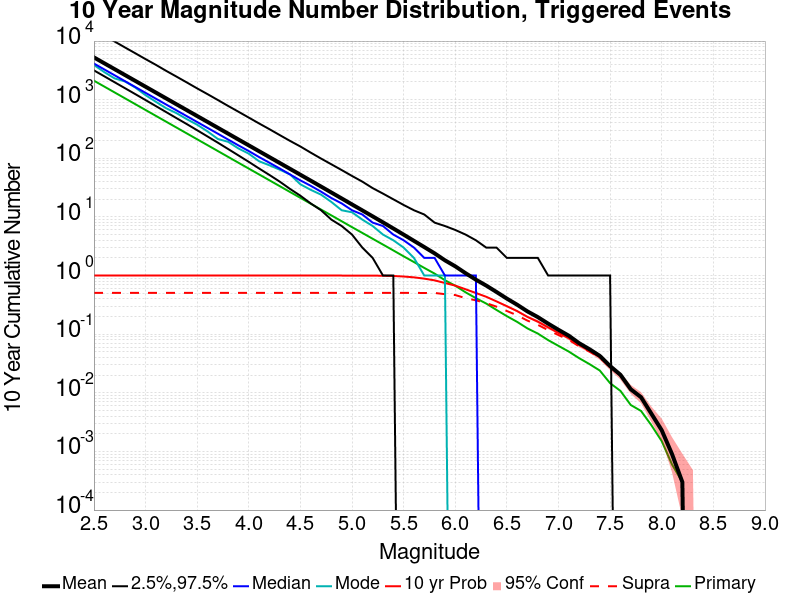 10 Year Magnitude Number Distribution, Triggered Events
10 Year Cumulative Number
10^4
10^3
10^2
10^1
10^0
10^-1
10^-2
10^-3
10^-4
2.5 3.0 3.5 4.0 4.5 5.0 5.5 6.0 6.5 7.0 7.5 8.0 8.5 9.0
Magnitude
Mean 2.5%,97.5% Median Mode 10 yr Prob 95% Conf Supra Primary